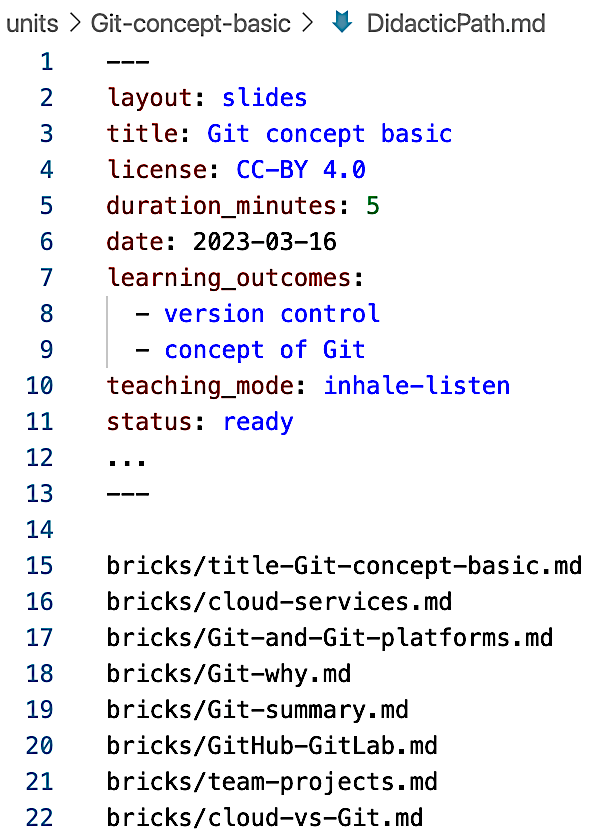 units > Git-concept-basic > DidacticPath.md
1 ---
2 layout: slides
3 title: Git concept basic
4 license: CC-BY 4.0
5 duration_minutes: 5
6 date: 2023-03-16
7 learning_outcomes:
8   - version control
9   - concept of Git
10 teaching_mode: inhale-listen
11 status: ready
12 ...
13 ---
14
15 bricks/title-Git-concept-basic.md
16 bricks/cloud-services.md
17 bricks/Git-and-Git-platforms.md
18 bricks/Git-why.md
19 bricks/Git-summary.md
20 bricks/GitHub-GitLab.md
21 bricks/team-projects.md
22 bricks/cloud-vs-Git.md